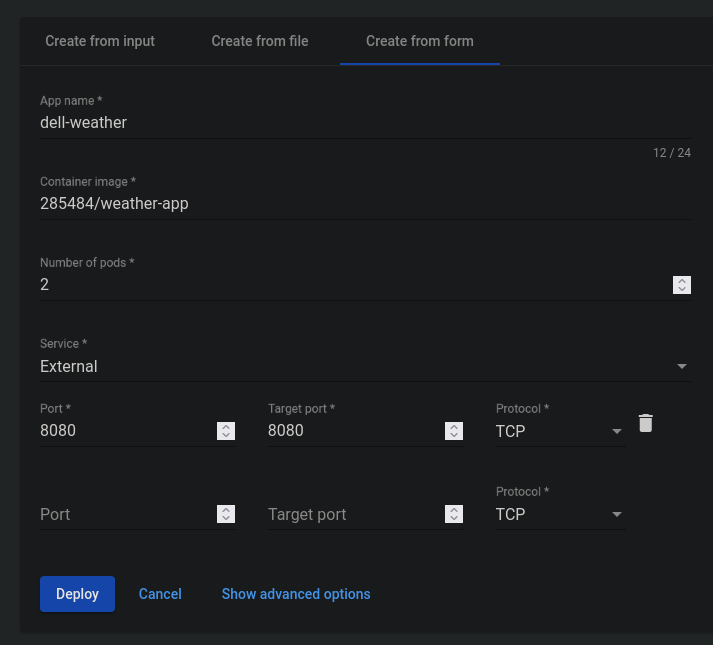 Create from input Create from file Create from form
App name *
dell-weather
12 / 24
Container image *
285484/weather-app
Number of pods *
2
Service *
External
Port * Target port * Protocol *
8080 8080 TCP
Protocol *
Port Target port TCP
Deploy Cancel Show advanced options